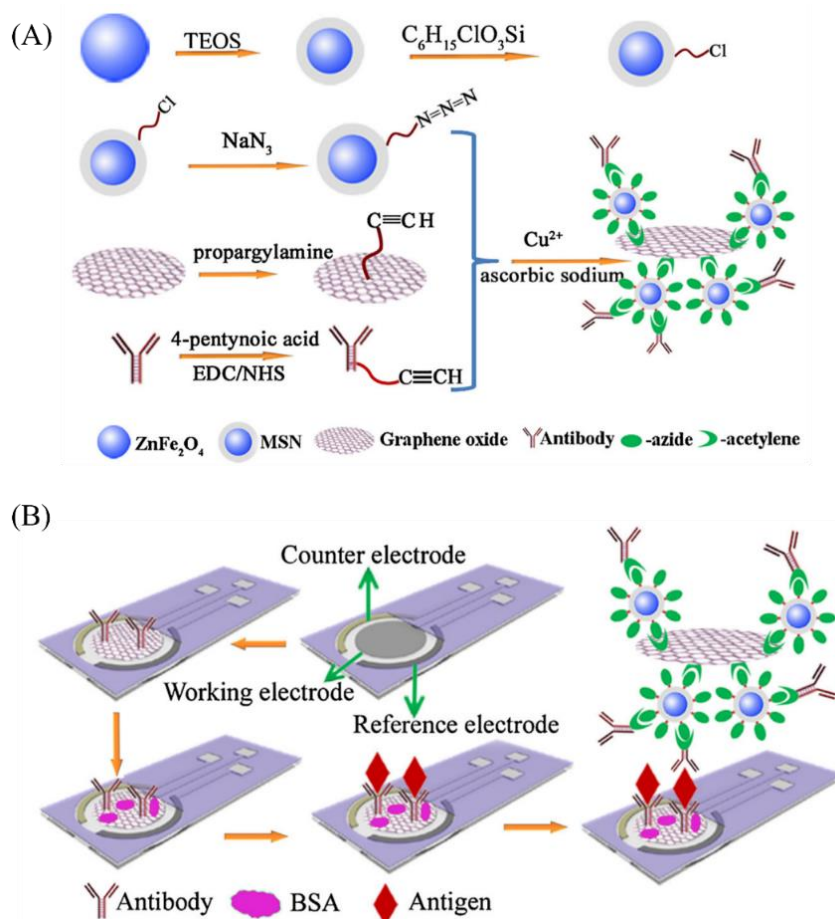 (A)
TEOS
C₆H₁₅ClO₃Si
Cl
Cl
NaN₃
N=N=N
C≡CH
propargylamine
Cu²⁺
ascorbic sodium
4-pentynoic acid
EDC/NHS
C≡CH
ZnFe₂O₄ MSN Graphene oxide Antibody -azide -acetylene
(B)
Counter electrode
Working electrode
Reference electrode
Antibody BSA Antigen